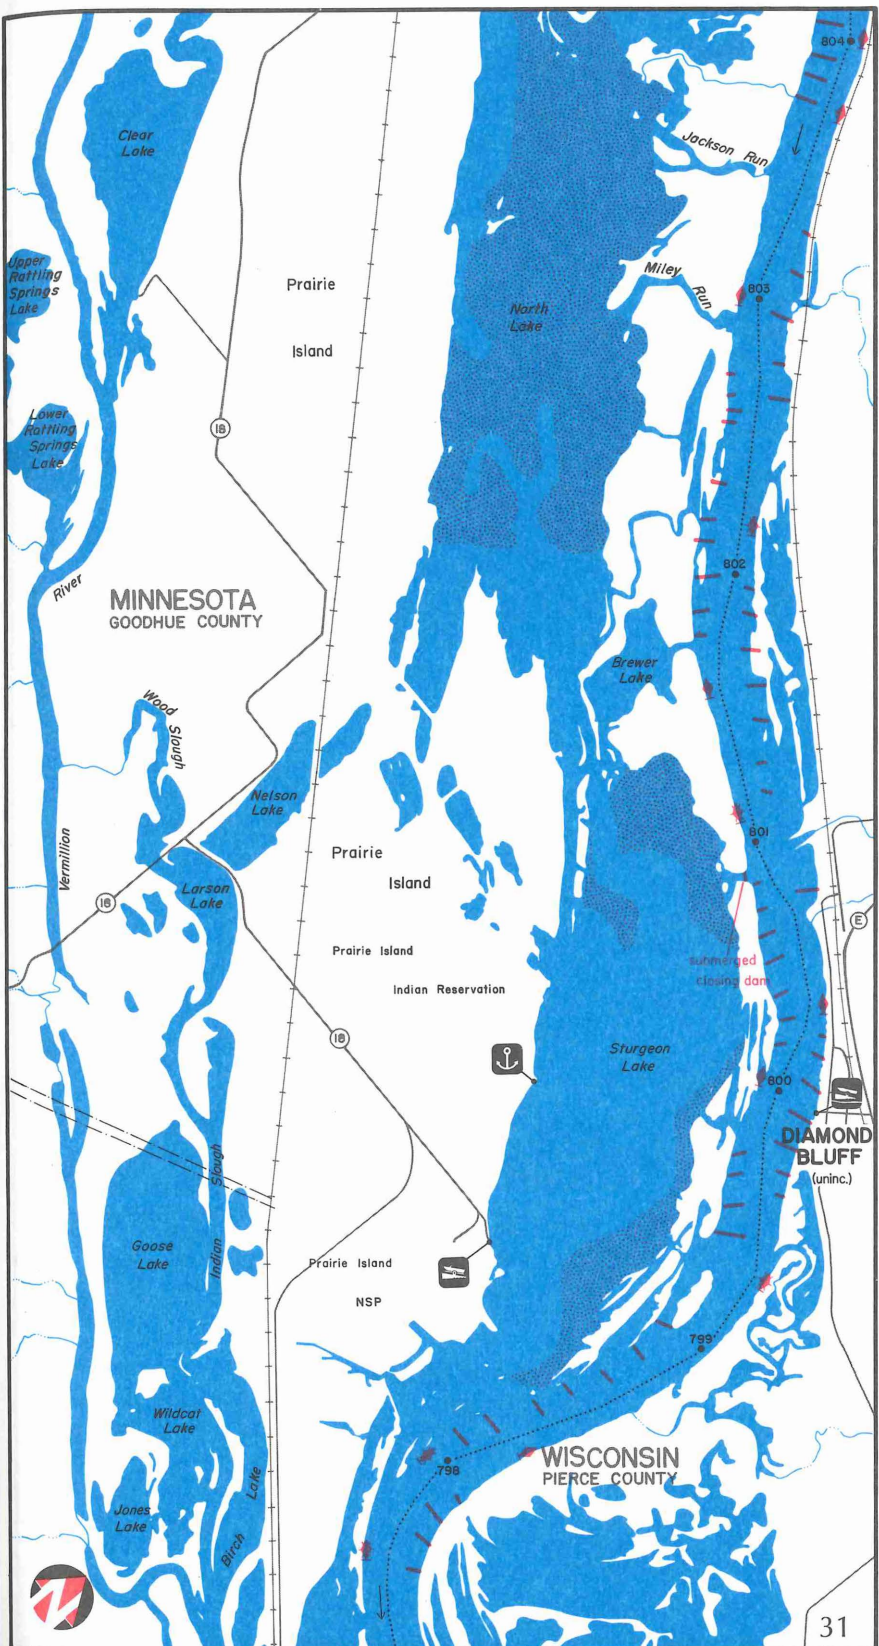 804
Clear
Lake
Jackson Run
Upper
Rattling
Springs
Lake
Miley
Run
Prairie
Island
803
North
Lake
Lower
Rattling
Springs
Lake
18
River
802
MINNESOTA
GOODHUE COUNTY
Brewer
Lake
Wood
Slough
Nelson
Lake
801
Vermillion
Prairie
Island
Larson
Lake
18
E
Prairie Island
Indian Reservation
submerged
closing dam
18
Sturgeon
Lake
800
DIAMOND
BLUFF
(uninc.)
Slough
Indian
Goose
Lake
Prairie Island
NSP
799
Wildcat
Lake
798
WISCONSIN
PIERCE COUNTY
Jones
Lake
Birch
Lake
31